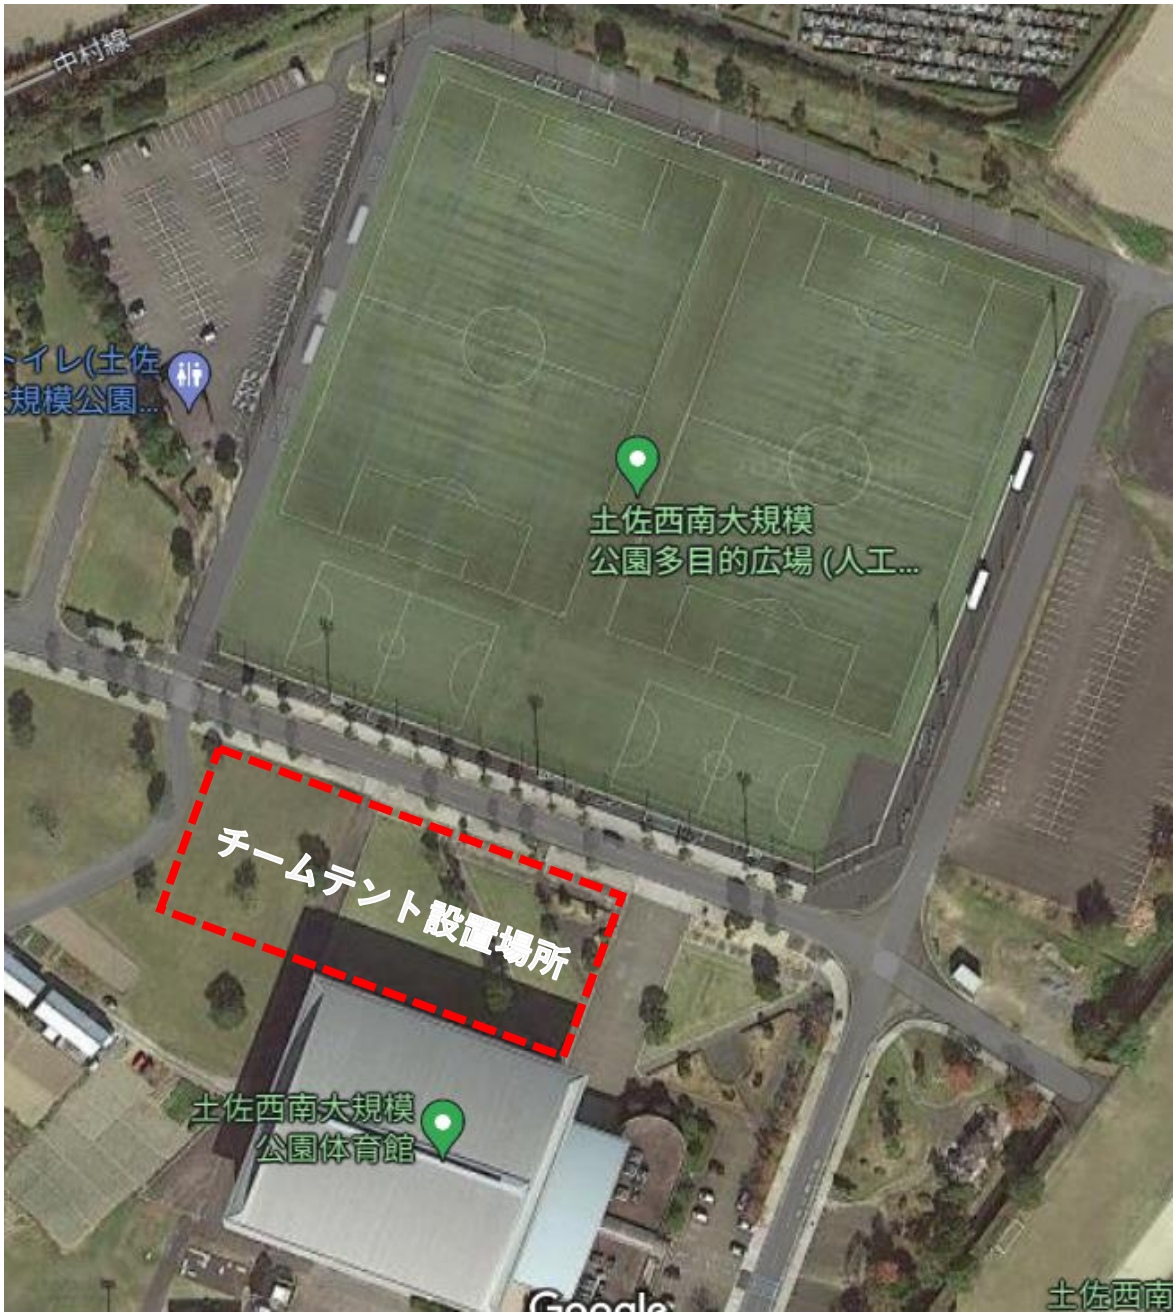 中村線
トイレ(土佐
規模公園...
土佐西南大規模
公園多目的広場 (人工...
チームテント設置場所
土佐西南大規模
公園体育館
Google
土佐西南